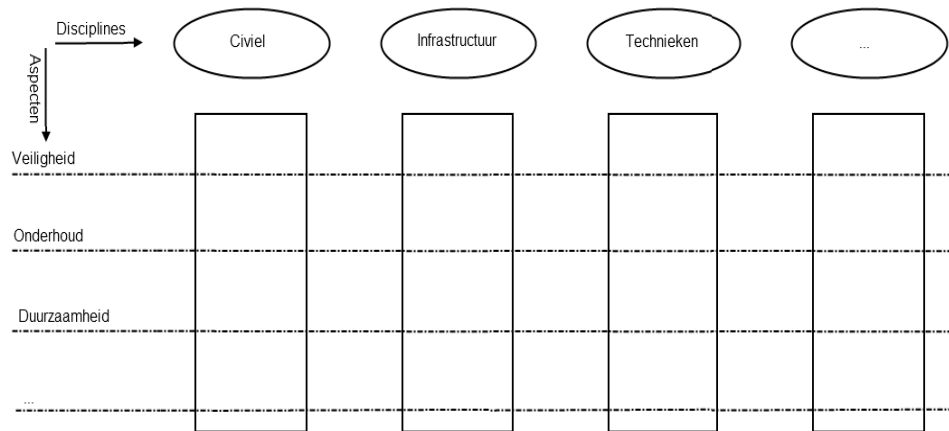 Disciplines
Civiel
Infrastructuur
Technieken
...
Aspecten
Veiligheid
Onderhoud
Duurzaamheid
...